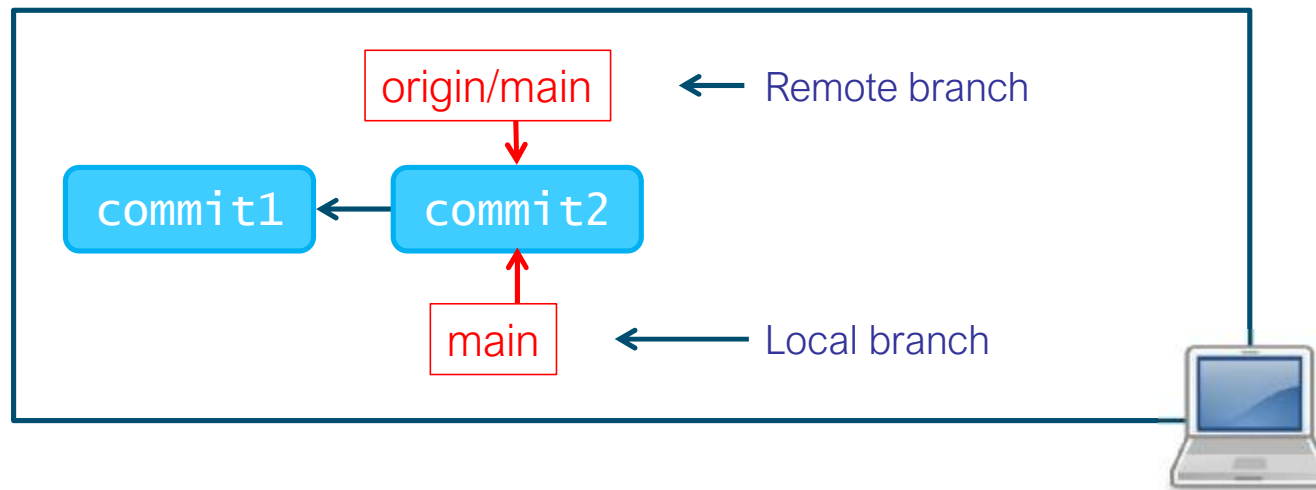 origin/main
Remote branch
commit1
commit2
main
Local branch